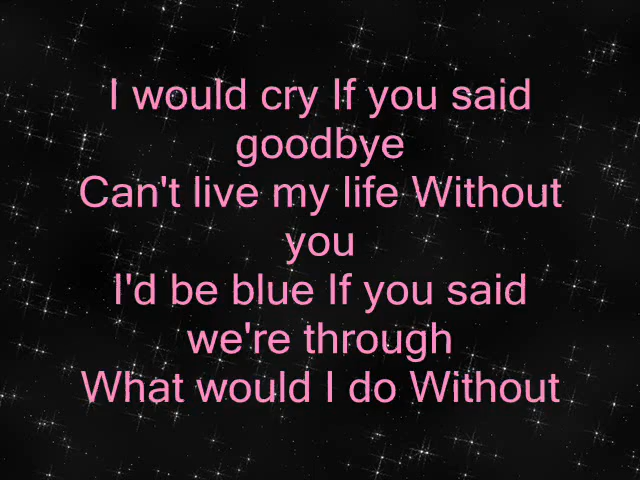 I would cry If you said
goodbye
Can't live my life Without
you
I'd be blue If you said
we're through
What would I do Without